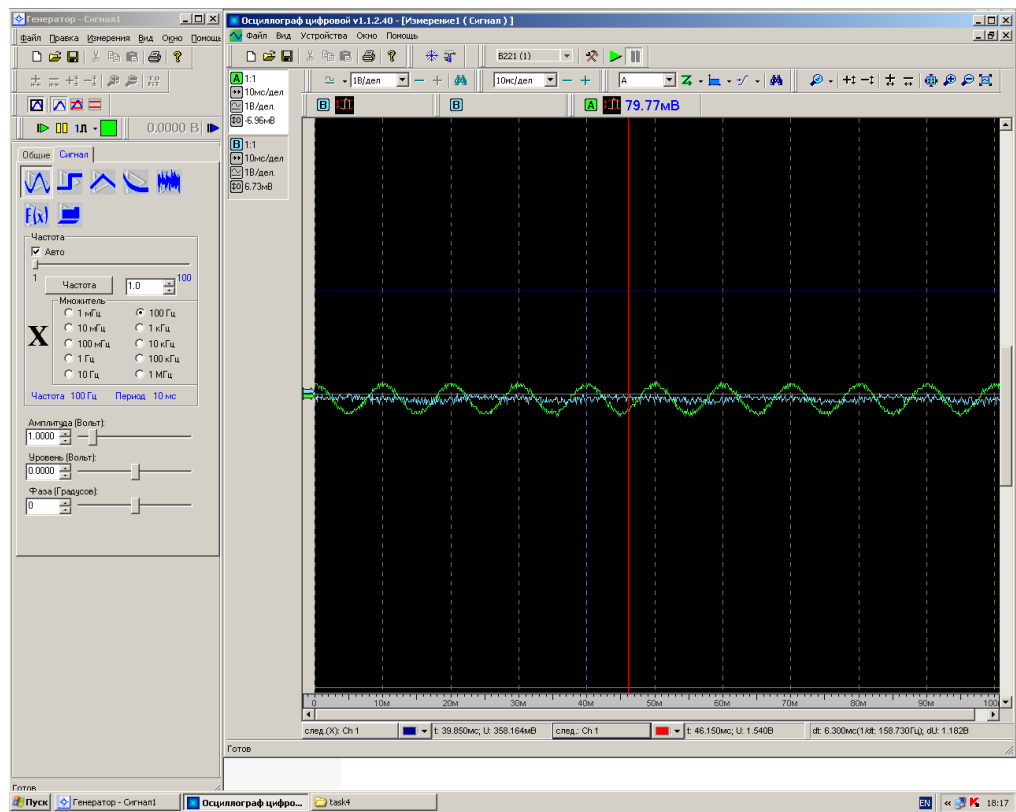 Генератор - Сигнал1
Файл Правка Измерения Вид Окно Помощь
0,0000 В
Общие Сигнал
F(x)
Частота
Авто
1 100
Частота 1.0
Множитель
X
1 мГц 100 Гц
10 мГц 1 кГц
100 мГц 10 кГц
1 Гц 100 кГц
10 Гц 1 МГц
Частота 100 Гц Период 10 мс
Амплитуда (Вольт):
1.0000
Уровень (Вольт):
0.0000
Фаза (Градусов):
0
Готов
Осциллограф цифровой v1.1.2.40 - [Измерение1 ( Сигнал ) ]
Файл Вид Устройства Окно Помощь
B221 (1)
1В/дел 10мс/дел A
B B A 79.77мВ
A 1:1
10мс/дел
1В/дел.
-6.96мВ
B 1:1
10мс/дел
1В/дел.
6.73мВ
0 10м 20м 30м 40м 50м 60м 70м 80м 90м 100
след.(X): Ch 1 t: 39.850мс; U: 358.164мВ след.: Ch 1 t: 46.150мс; U: 1.540В dt: 6.300мс(1/dt: 158.730Гц); dU: 1.182В
Готов
Пуск Генератор - Сигнал1 Осциллограф цифро... task4 EN 18:17